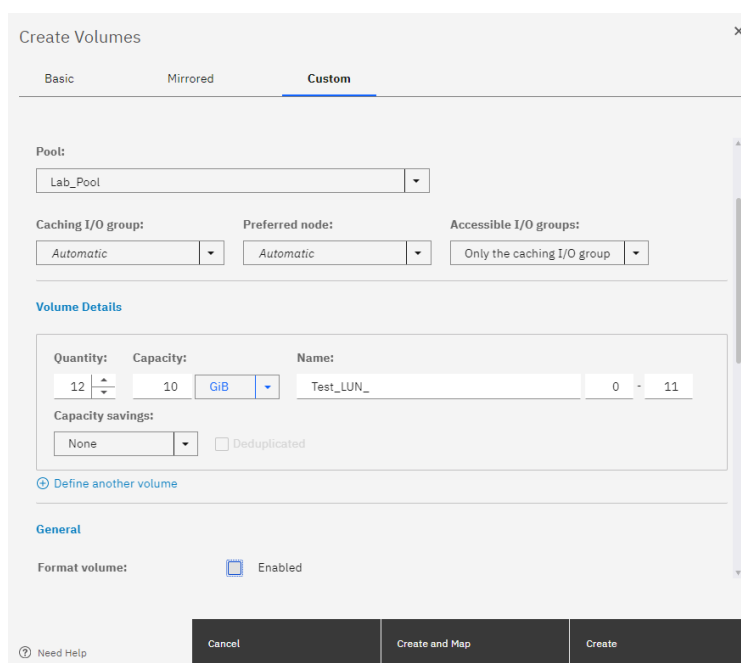 Create Volumes
Basic Mirrored Custom
Pool:
Lab_Pool
Caching I/O group: Preferred node: Accessible I/O groups:
Automatic Automatic Only the caching I/O group
Volume Details
Quantity: Capacity: Name:
12 10 GiB Test_LUN_ 0 - 11
Capacity savings:
None Deduplicated
Define another volume
General
Format volume: Enabled
Need Help Cancel Create and Map Create